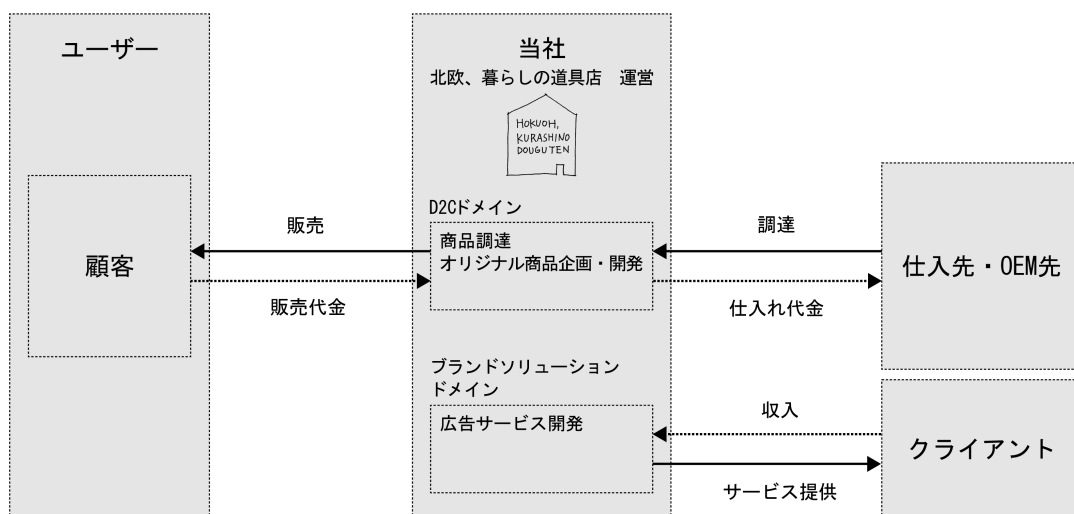 ユーザー
顧客
販売
販売代金
当社
北欧、暮らしの道具店　運営
HOKUOH,
KURASHINO
DOUGUTEN
D2Cドメイン
商品調達
オリジナル商品企画・開発
調達
仕入れ代金
仕入先・OEM先
ブランドソリューション
ドメイン
広告サービス開発
収入
サービス提供
クライアント